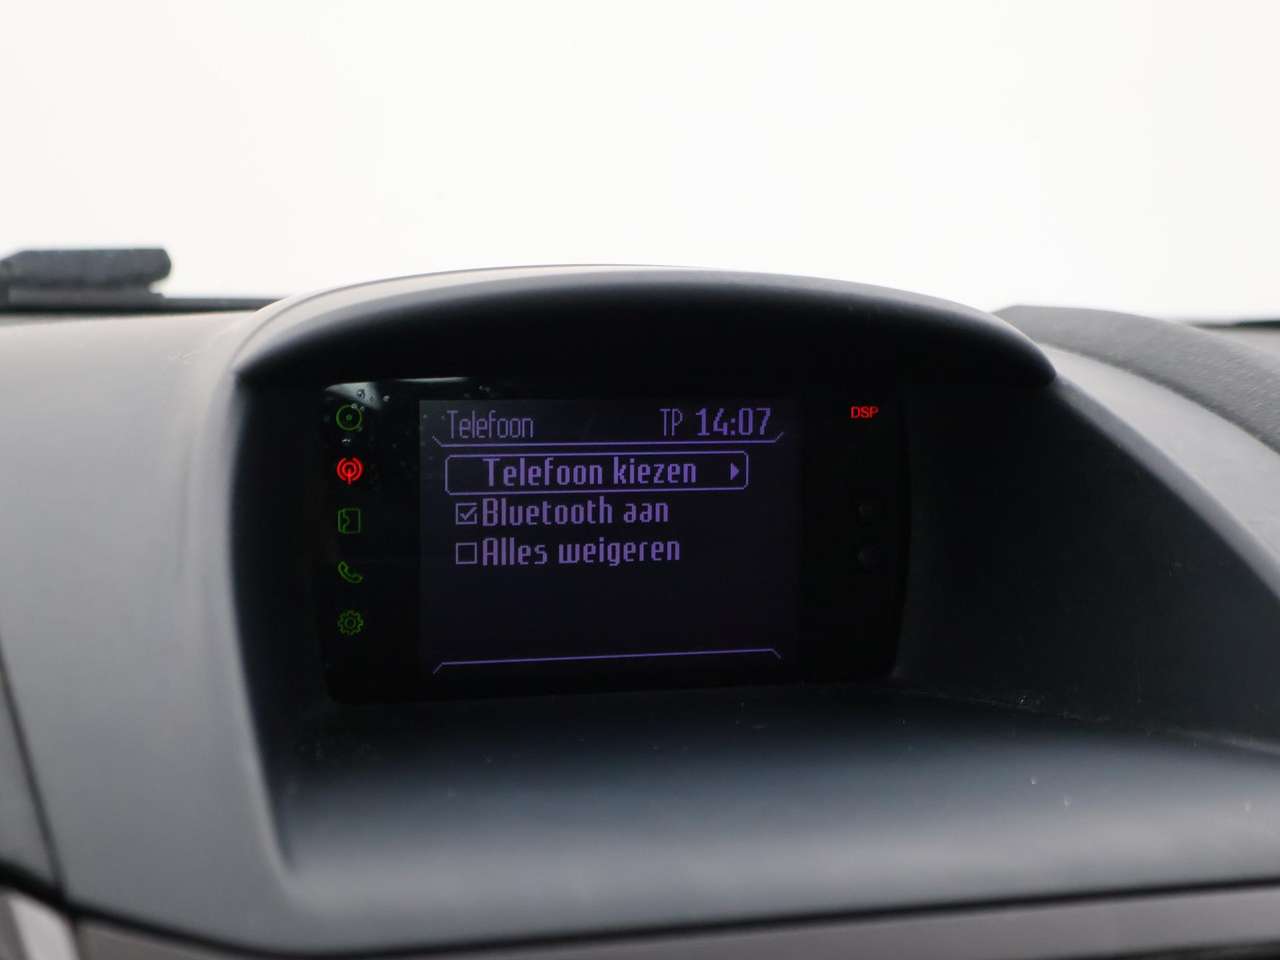 Telefoon TP 14:07 DSP
Telefoon kiezen
Bluetooth aan
Alles weigeren